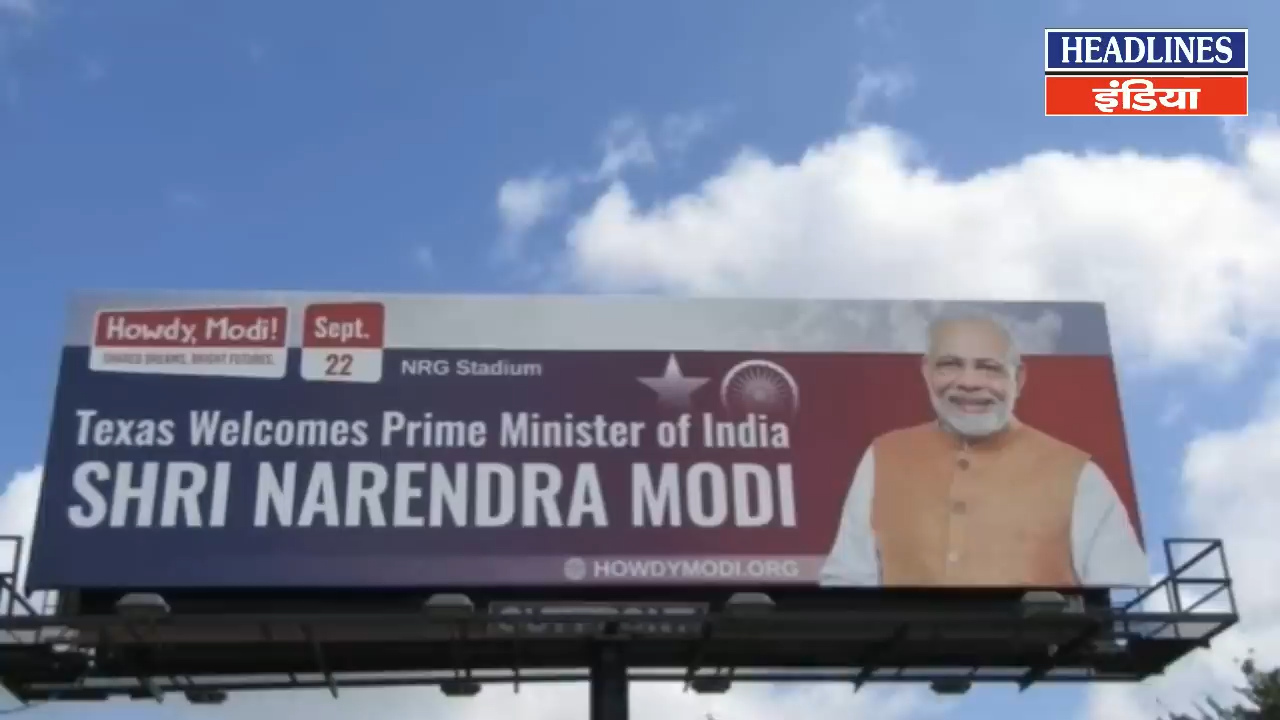 HEADLINES
इंडिया
Howdy, Modi!
SHARED DREAMS, BRIGHT FUTURES.
Sept.
22
NRG Stadium
Texas Welcomes Prime Minister of India
SHRI NARENDRA MODI
HOWDYMODI.ORG
OUTFRONT